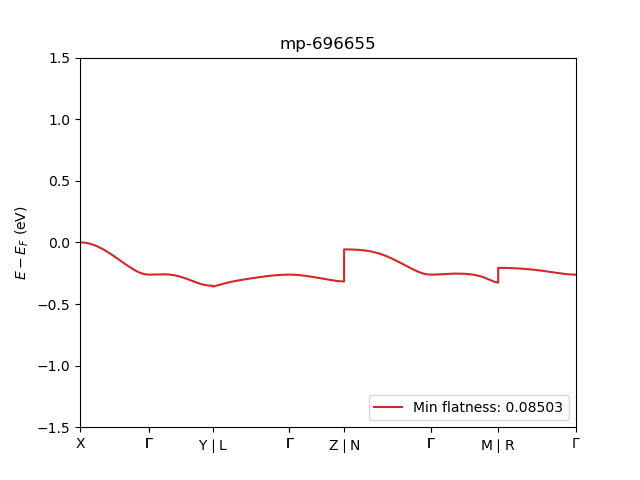 mp-696655
1.5
1.0
0.5
0.0
−0.5
−1.0
−1.5
E − E_F (eV)
Min flatness: 0.08503
X Γ Y | L Γ Z | N Γ M | R Γ